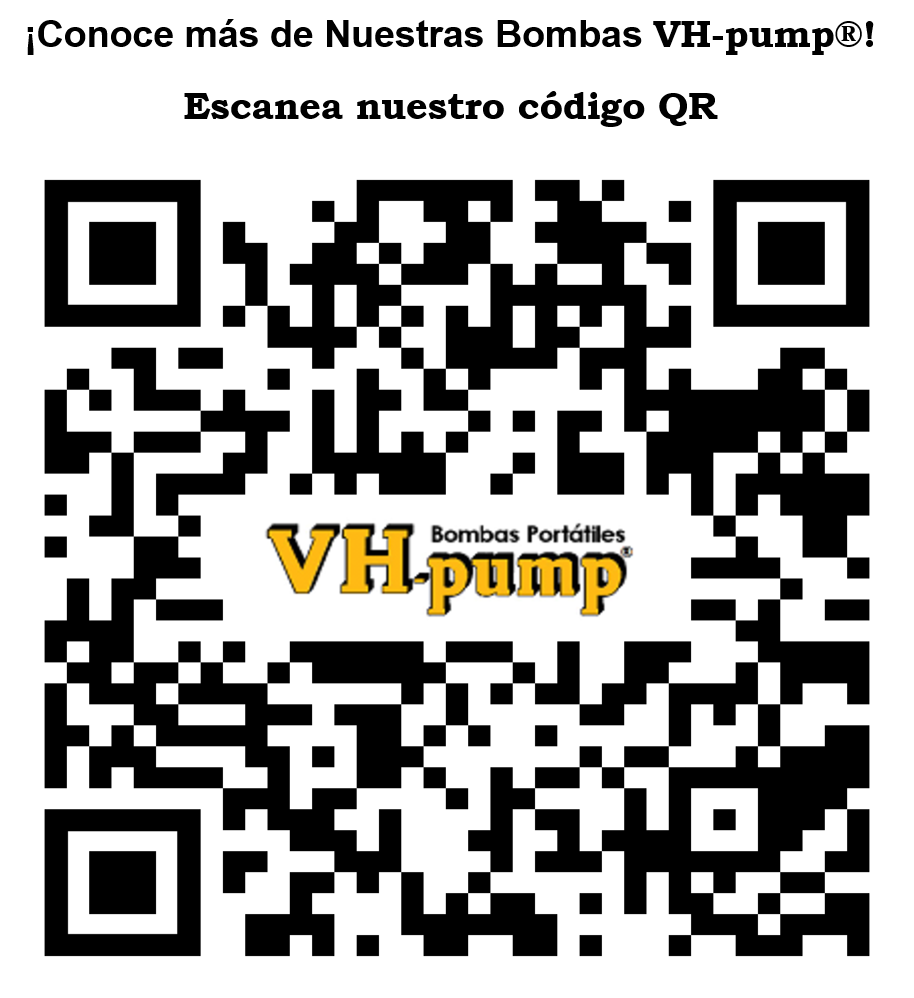 ¡Conoce más de Nuestras Bombas VH-pump®!
Escanea nuestro código QR
Bombas Portátiles
VH-pump®